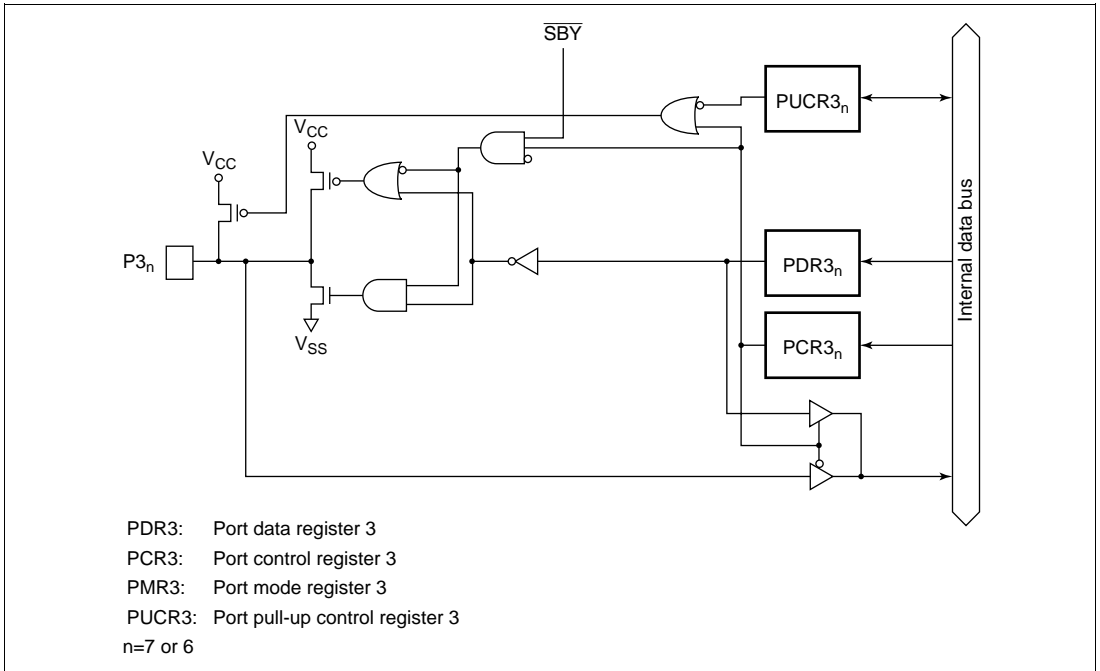 SBY
PUCR3n
VCC
VCC
P3n
PDR3n
VSS
PCR3n
Internal data bus
PDR3: Port data register 3
PCR3: Port control register 3
PMR3: Port mode register 3
PUCR3: Port pull-up control register 3
n=7 or 6